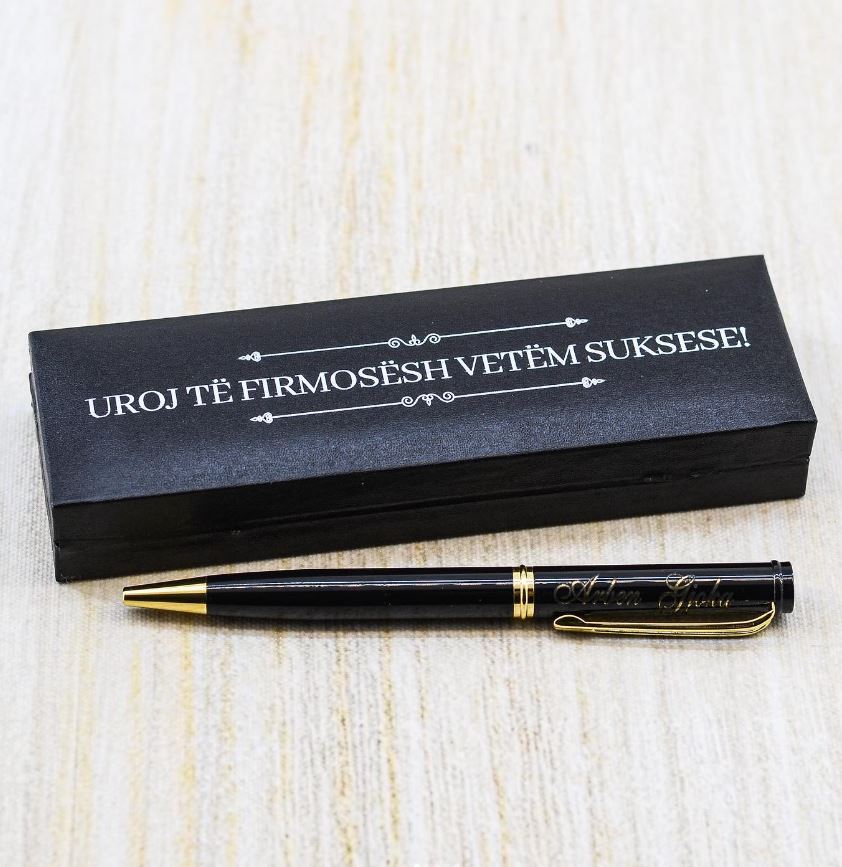 UROJ TË FIRMOSËSH VETËM SUKSESE!
Arben Gjoka